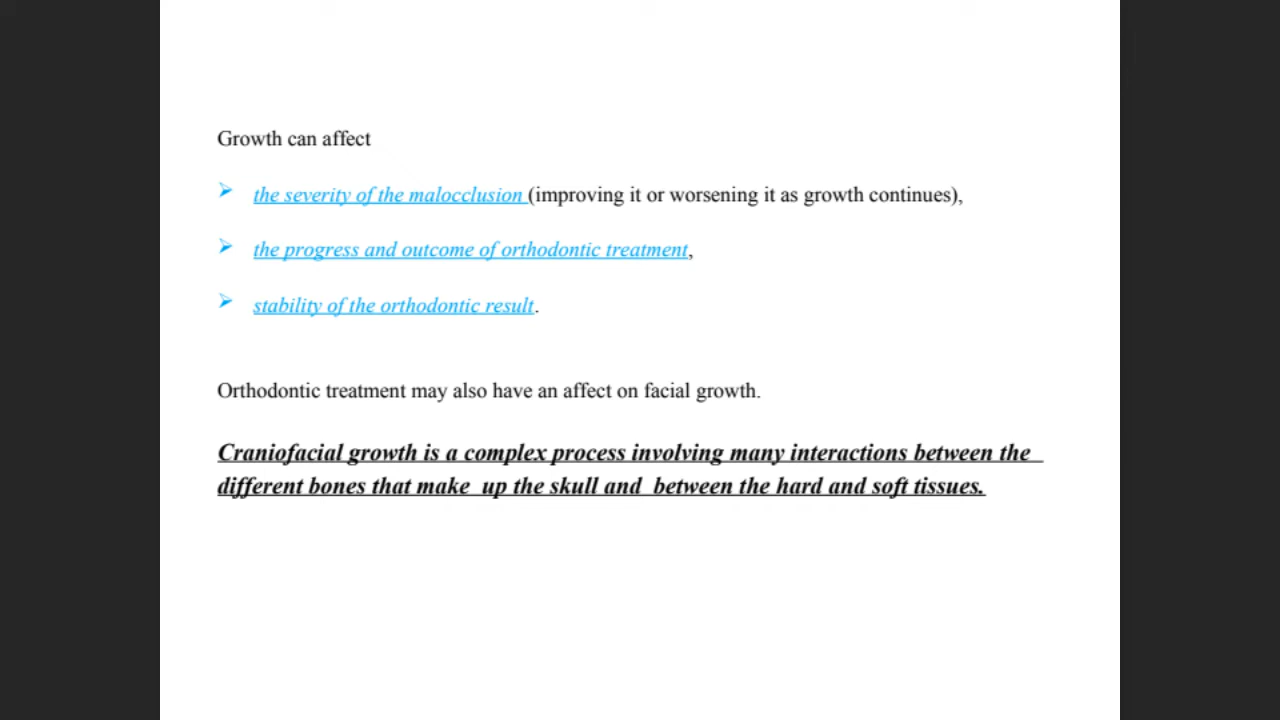 Growth can affect
the severity of the malocclusion (improving it or worsening it as growth continues),
the progress and outcome of orthodontic treatment,
stability of the orthodontic result.
Orthodontic treatment may also have an affect on facial growth.
Craniofacial growth is a complex process involving many interactions between the
different bones that make up the skull and between the hard and soft tissues.